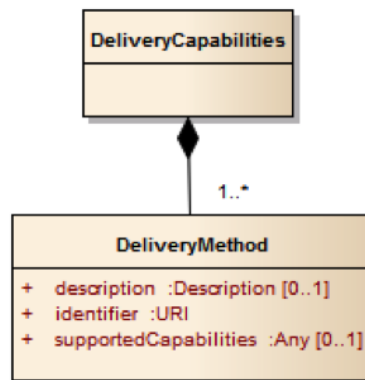 DeliveryCapabilities
1..*
DeliveryMethod
+ description :Description [0..1]
+ identifier :URI
+ supportedCapabilities :Any [0..1]